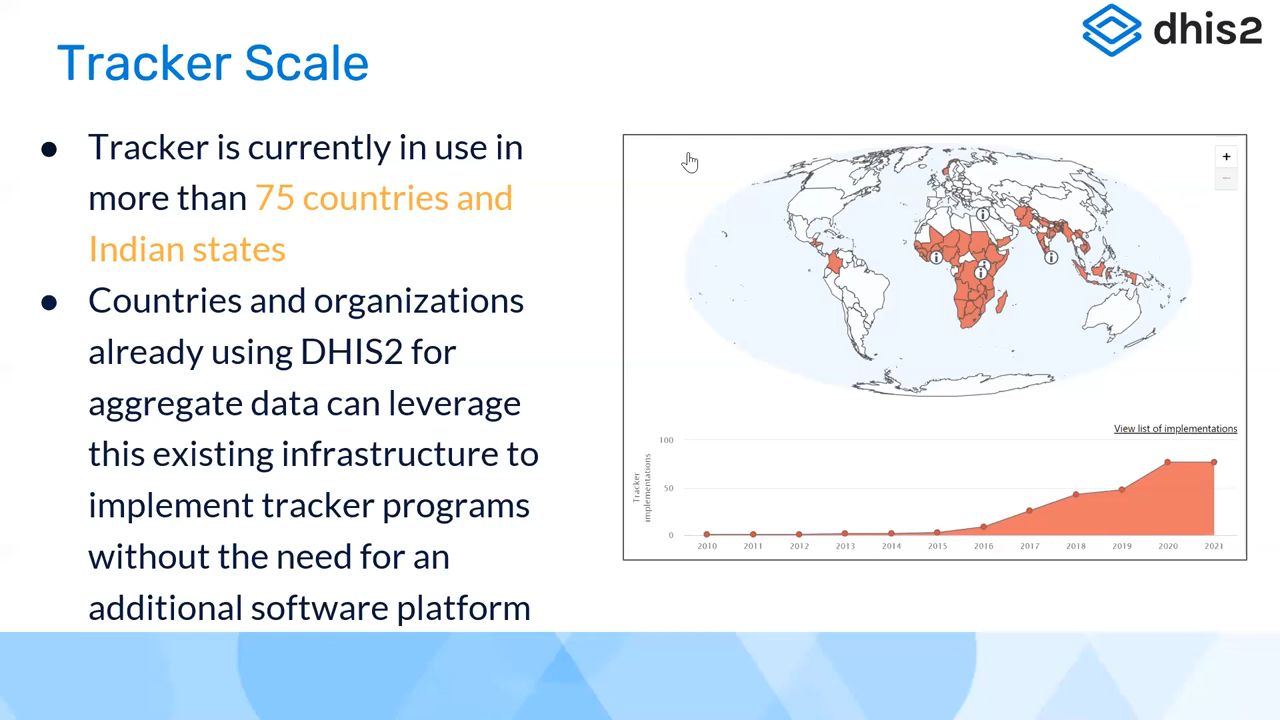 dhis2
Tracker Scale
● Tracker is currently in use in
more than 75 countries and
Indian states
● Countries and organizations
already using DHIS2 for
aggregate data can leverage
this existing infrastructure to
implement tracker programs
without the need for an
additional software platform
+
−
i
i
i
i
i
View list of implementations
Tracker
implementations
100
50
0
2010 2011 2012 2013 2014 2015 2016 2017 2018 2019 2020 2021